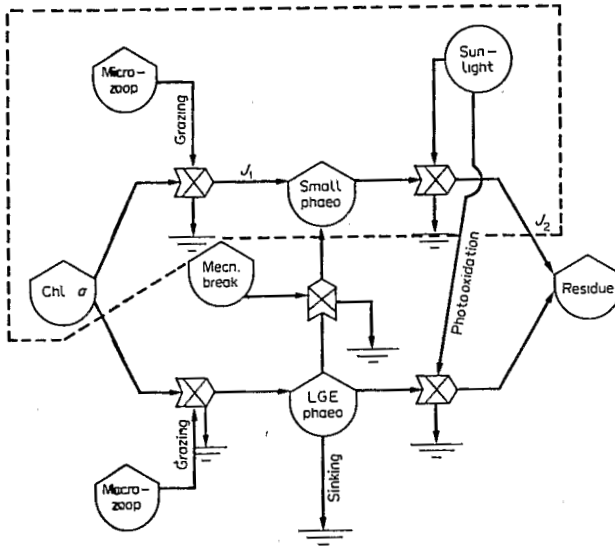 Micro-
zoop
Sun-
light
Grazing
J1
Small
phaeo
J2
Mecn.
break
Chl a
Residue
Photooxidation
LGE
phaeo
Grazing
Sinking
Macro-
zoop